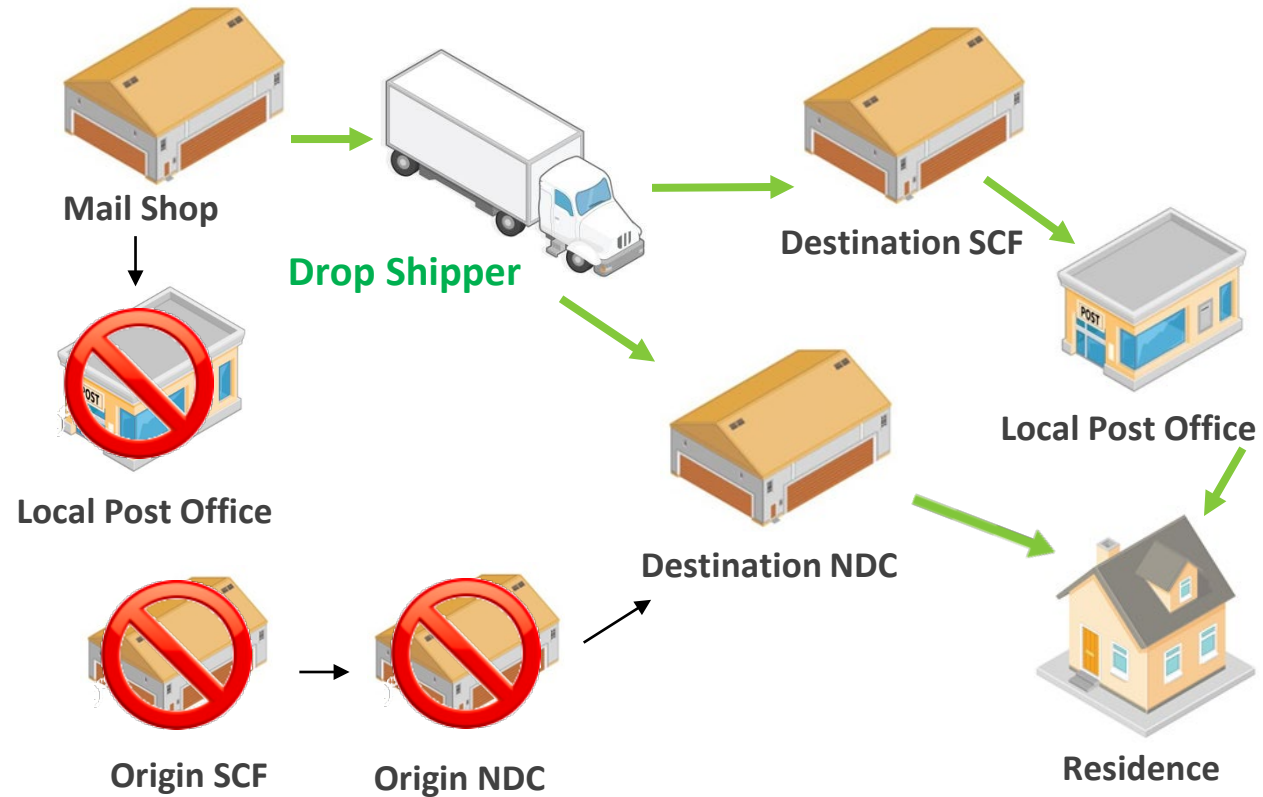 Mail Shop
Drop Shipper
Destination SCF
POST
Local Post Office
POST
Local Post Office
Destination NDC
Origin SCF
Origin NDC
Residence